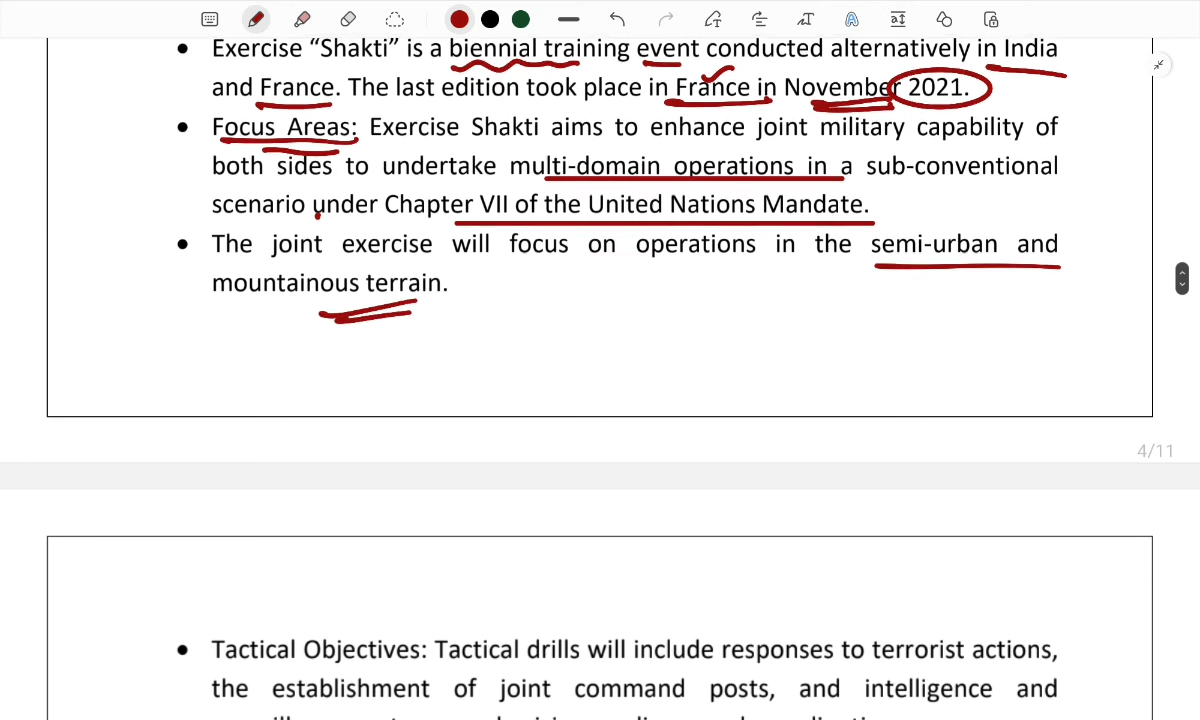 Exercise “Shakti” is a biennial training event conducted alternatively in India
and France. The last edition took place in France in November 2021.
Focus Areas: Exercise Shakti aims to enhance joint military capability of
both sides to undertake multi-domain operations in a sub-conventional
scenario under Chapter VII of the United Nations Mandate.
The joint exercise will focus on operations in the semi-urban and
mountainous terrain.
4/11
Tactical Objectives: Tactical drills will include responses to terrorist actions,
the establishment of joint command posts, and intelligence and